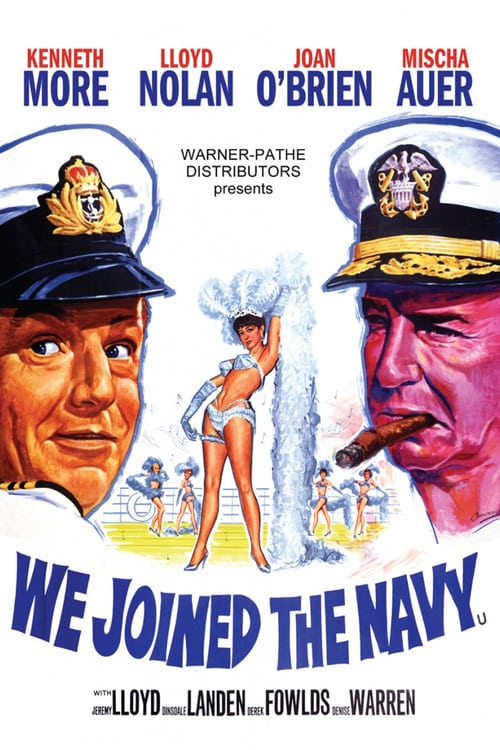 KENNETH MORE
LLOYD NOLAN
JOAN O'BRIEN
MISCHA AUER
WARNER-PATHE
DISTRIBUTORS
presents
WE JOINED THE NAVY
U
WITH JEREMY LLOYD DINSDALE LANDEN DEREK FOWLDS DENISE WARREN